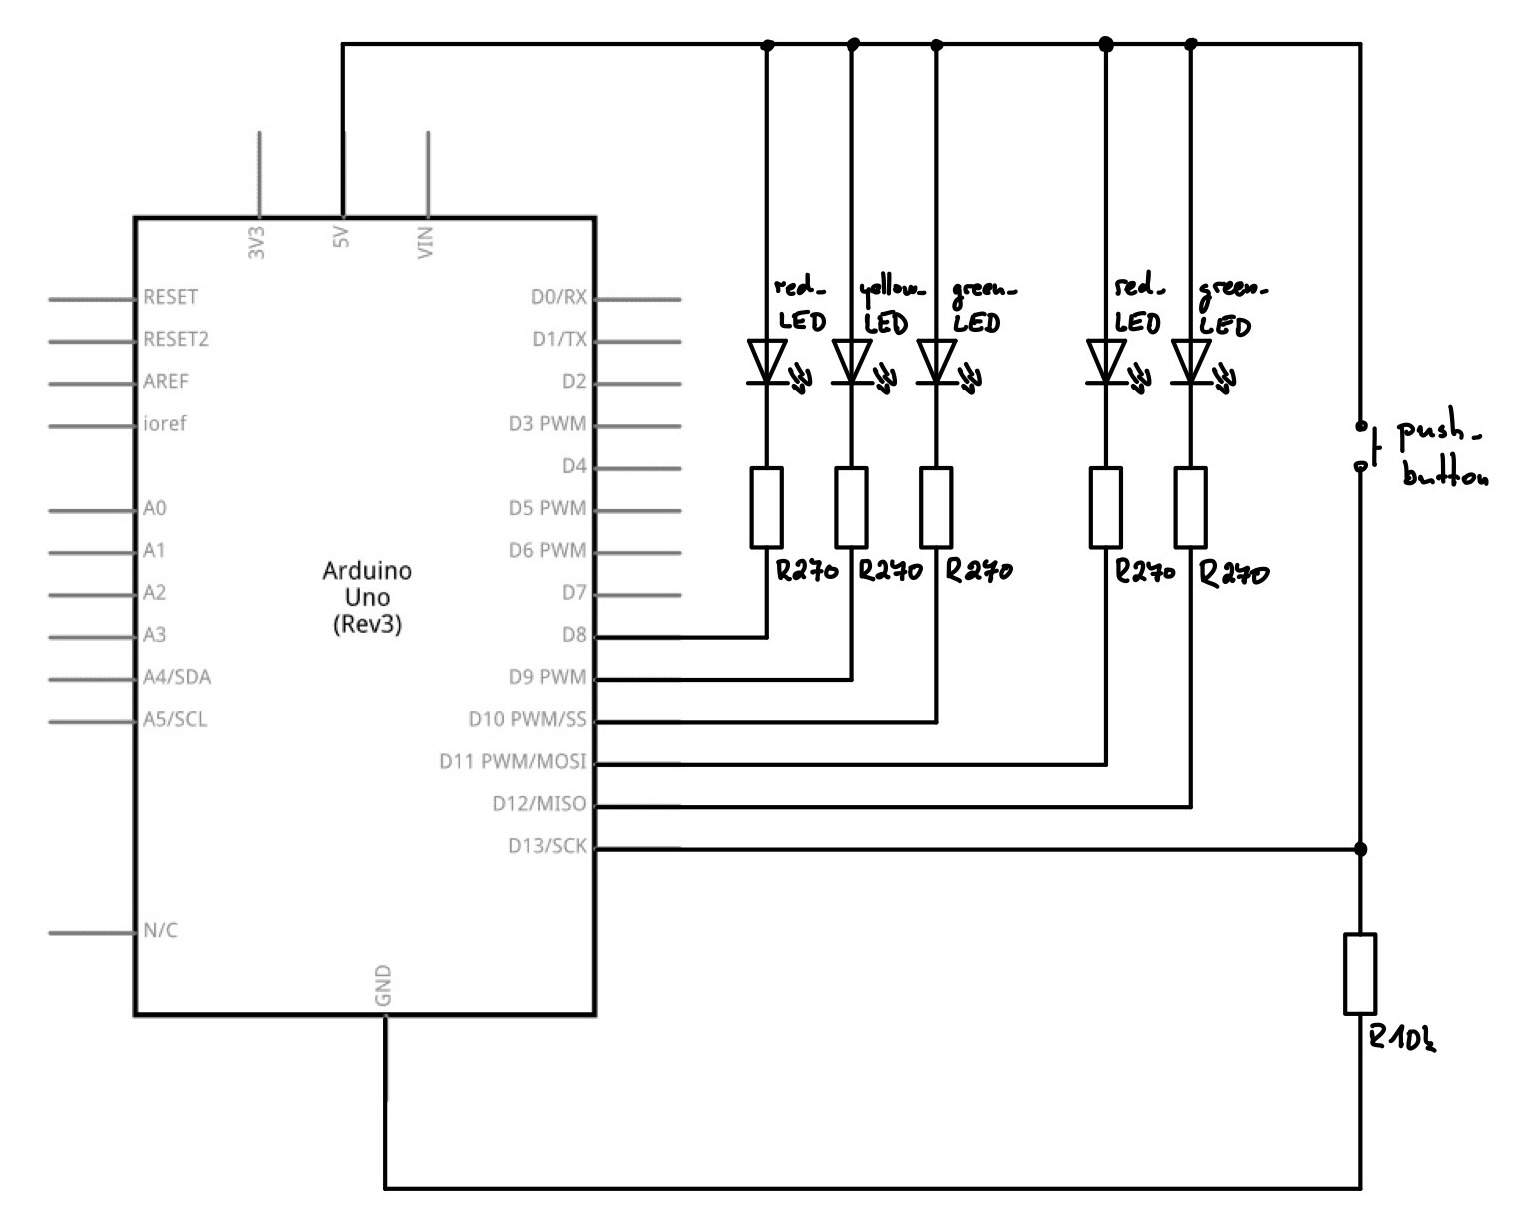 3V3
5V
VIN
RESET
RESET2
AREF
ioref
A0
A1
A2
A3
A4/SDA
A5/SCL
N/C
Arduino
Uno
(Rev3)
D0/RX
D1/TX
D2
D3 PWM
D4
D5 PWM
D6 PWM
D7
D8
D9 PWM
D10 PWM/SS
D11 PWM/MOSI
D12/MISO
D13/SCK
GND
red-
LED
yellow-
LED
green-
LED
red-
LED
green-
LED
push-
button
R270
R270
R270
R270
R270
R10k